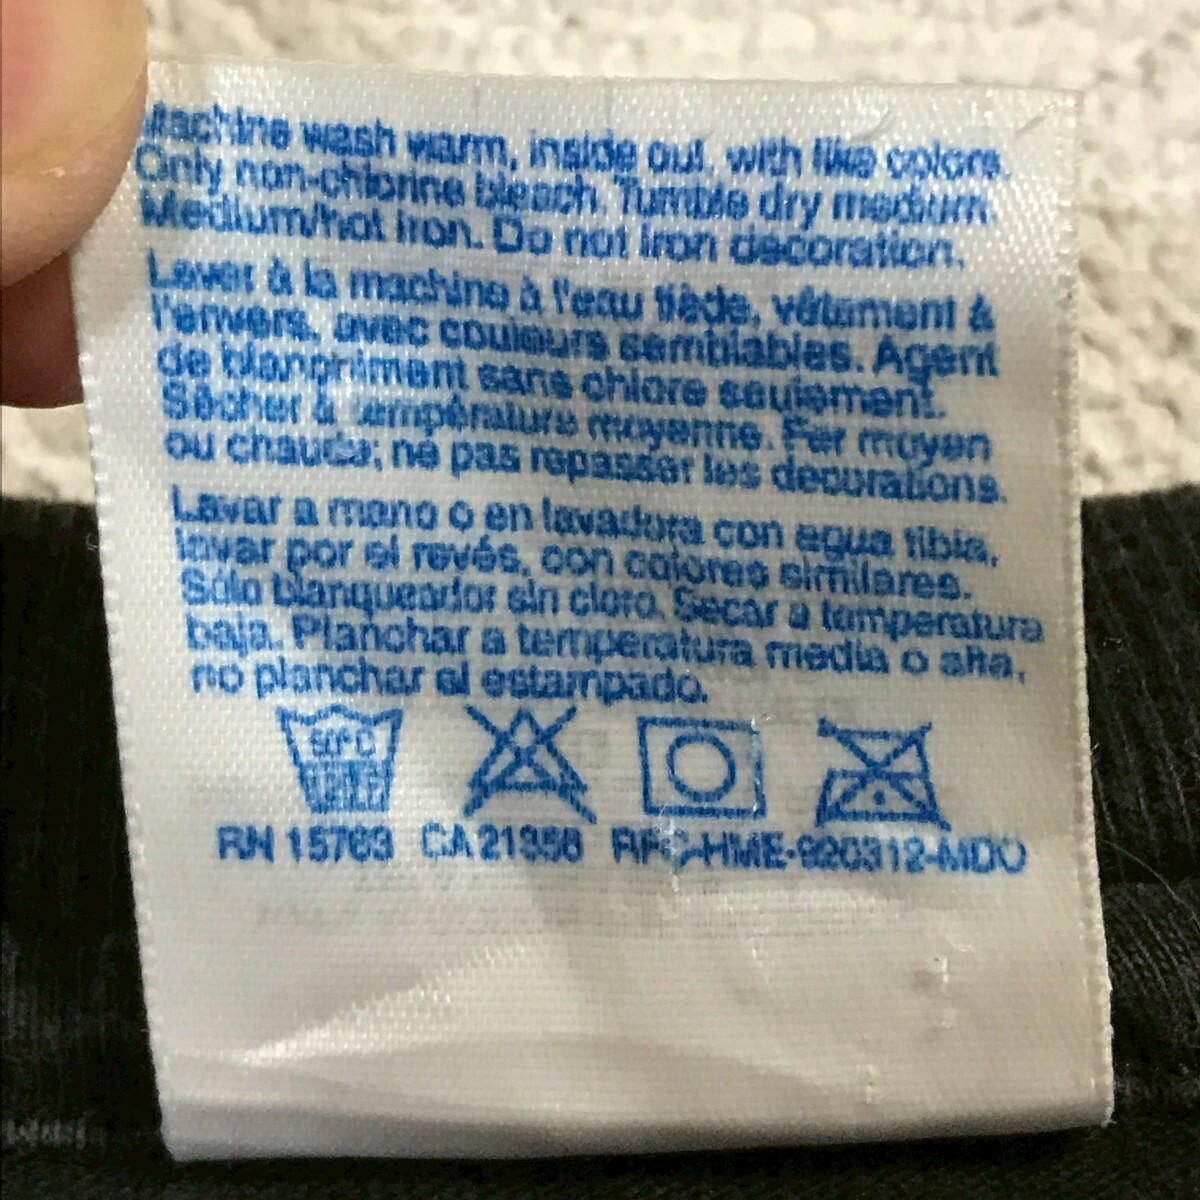 Machine wash warm, inside out, with like colors.
Only non-chlorine bleach. Tumble dry medium.
Medium/hot iron. Do not iron decoration.
Laver à la machine à l'eau tiède, vêtement à
l'envers, avec couleurs semblables. Agent
de blanchiment sans chlore seulement.
Sécher à température moyenne. Fer moyen
ou chaude; ne pas repasser les decorations.
Lavar a mano o en lavadora con agua tibia,
lavar por el revés, con colores similares.
Sólo blanqueador sin cloro. Secar a temperatura
baja. Planchar a temperatura media o alta,
no planchar el estampado.
RN 15763 CA 21358